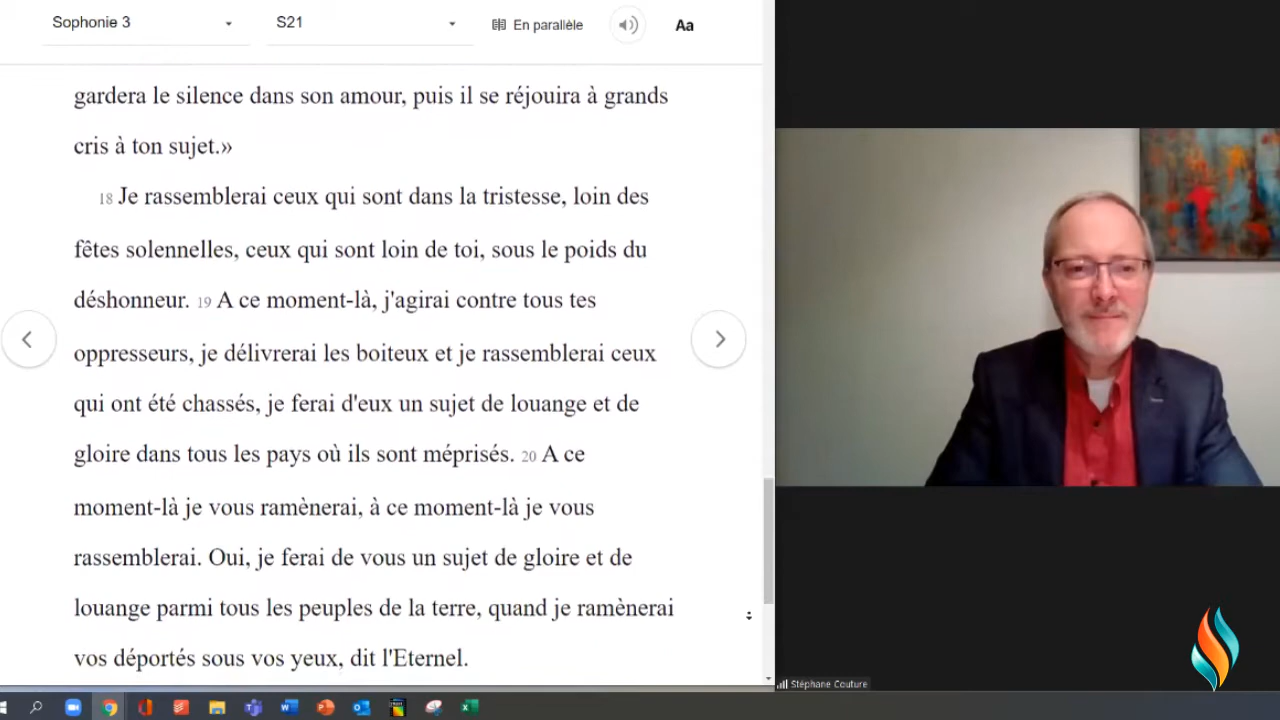 Sophonie 3
S21
En parallèle
Aa
gardera le silence dans son amour, puis il se réjouira à grands
cris à ton sujet.»
18 Je rassemblerai ceux qui sont dans la tristesse, loin des
fêtes solennelles, ceux qui sont loin de toi, sous le poids du
déshonneur. 19 A ce moment-là, j'agirai contre tous tes
oppresseurs, je délivrerai les boiteux et je rassemblerai ceux
qui ont été chassés, je ferai d'eux un sujet de louange et de
gloire dans tous les pays où ils sont méprisés. 20 A ce
moment-là je vous ramènerai, à ce moment-là je vous
rassemblerai. Oui, je ferai de vous un sujet de gloire et de
louange parmi tous les peuples de la terre, quand je ramènerai
vos déportés sous vos yeux, dit l'Eternel.
Stéphane Couture